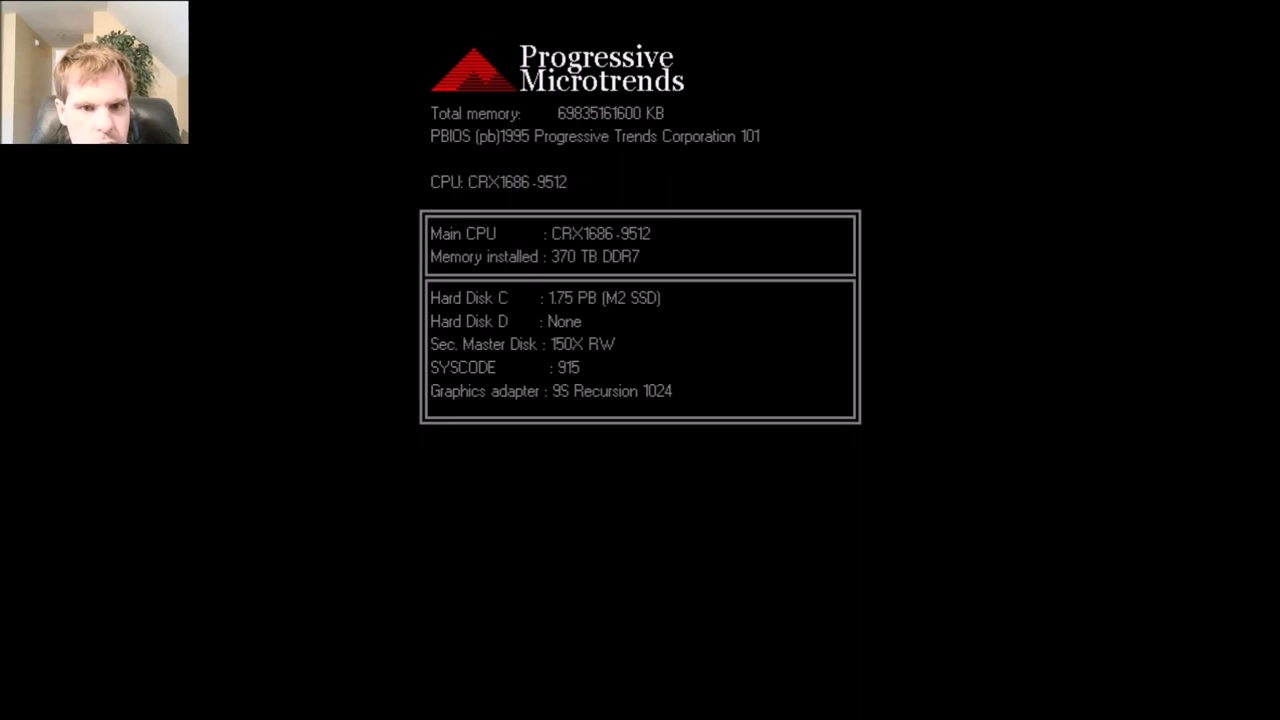 Progressive
Microtrends
Total memory: 69835161600 KB
PBIOS (pb)1995 Progressive Trends Corporation 101
CPU: CRX1686-9512
Main CPU : CRX1686-9512
Memory installed : 370 TB DDR7
Hard Disk C : 1.75 PB (M2 SSD)
Hard Disk D : None
Sec. Master Disk : 150X RW
SYSCODE : 915
Graphics adapter : 9S Recursion 1024